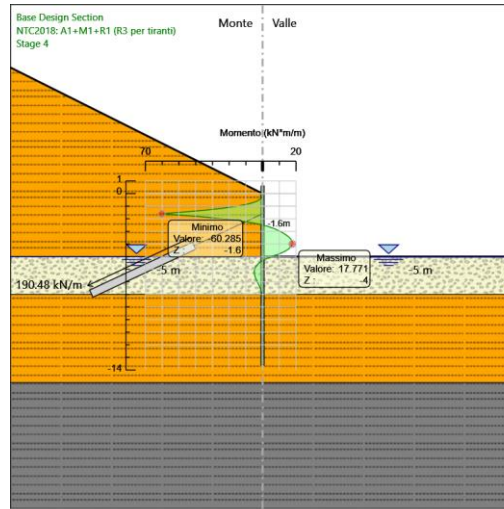 Base Design Section
NTC2018: A1+M1+R1 (R3 per tiranti)
Stage 4
Monte
Valle
Momento (kN*m/m)
70
20
1
0
-1.6m
Minimo
Valore: -60.285
Z -1.6
Massimo
Valore: 17.771
Z -4
-5 m
-5 m
190.48 kN/m
-14